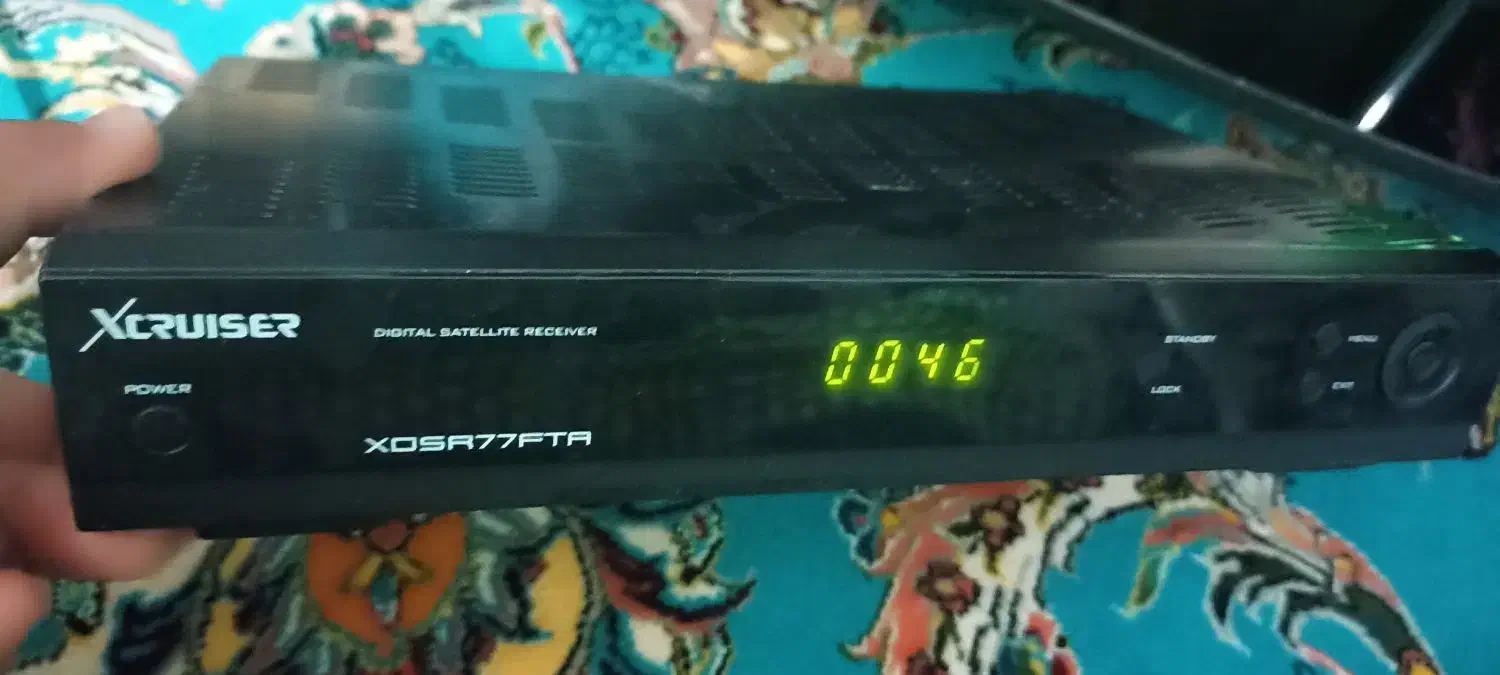 XCRUISER
DIGITAL SATELLITE RECEIVER
0046
STANDBY
MENU
POWER
LOCK
EXIT
XDSR77FTA